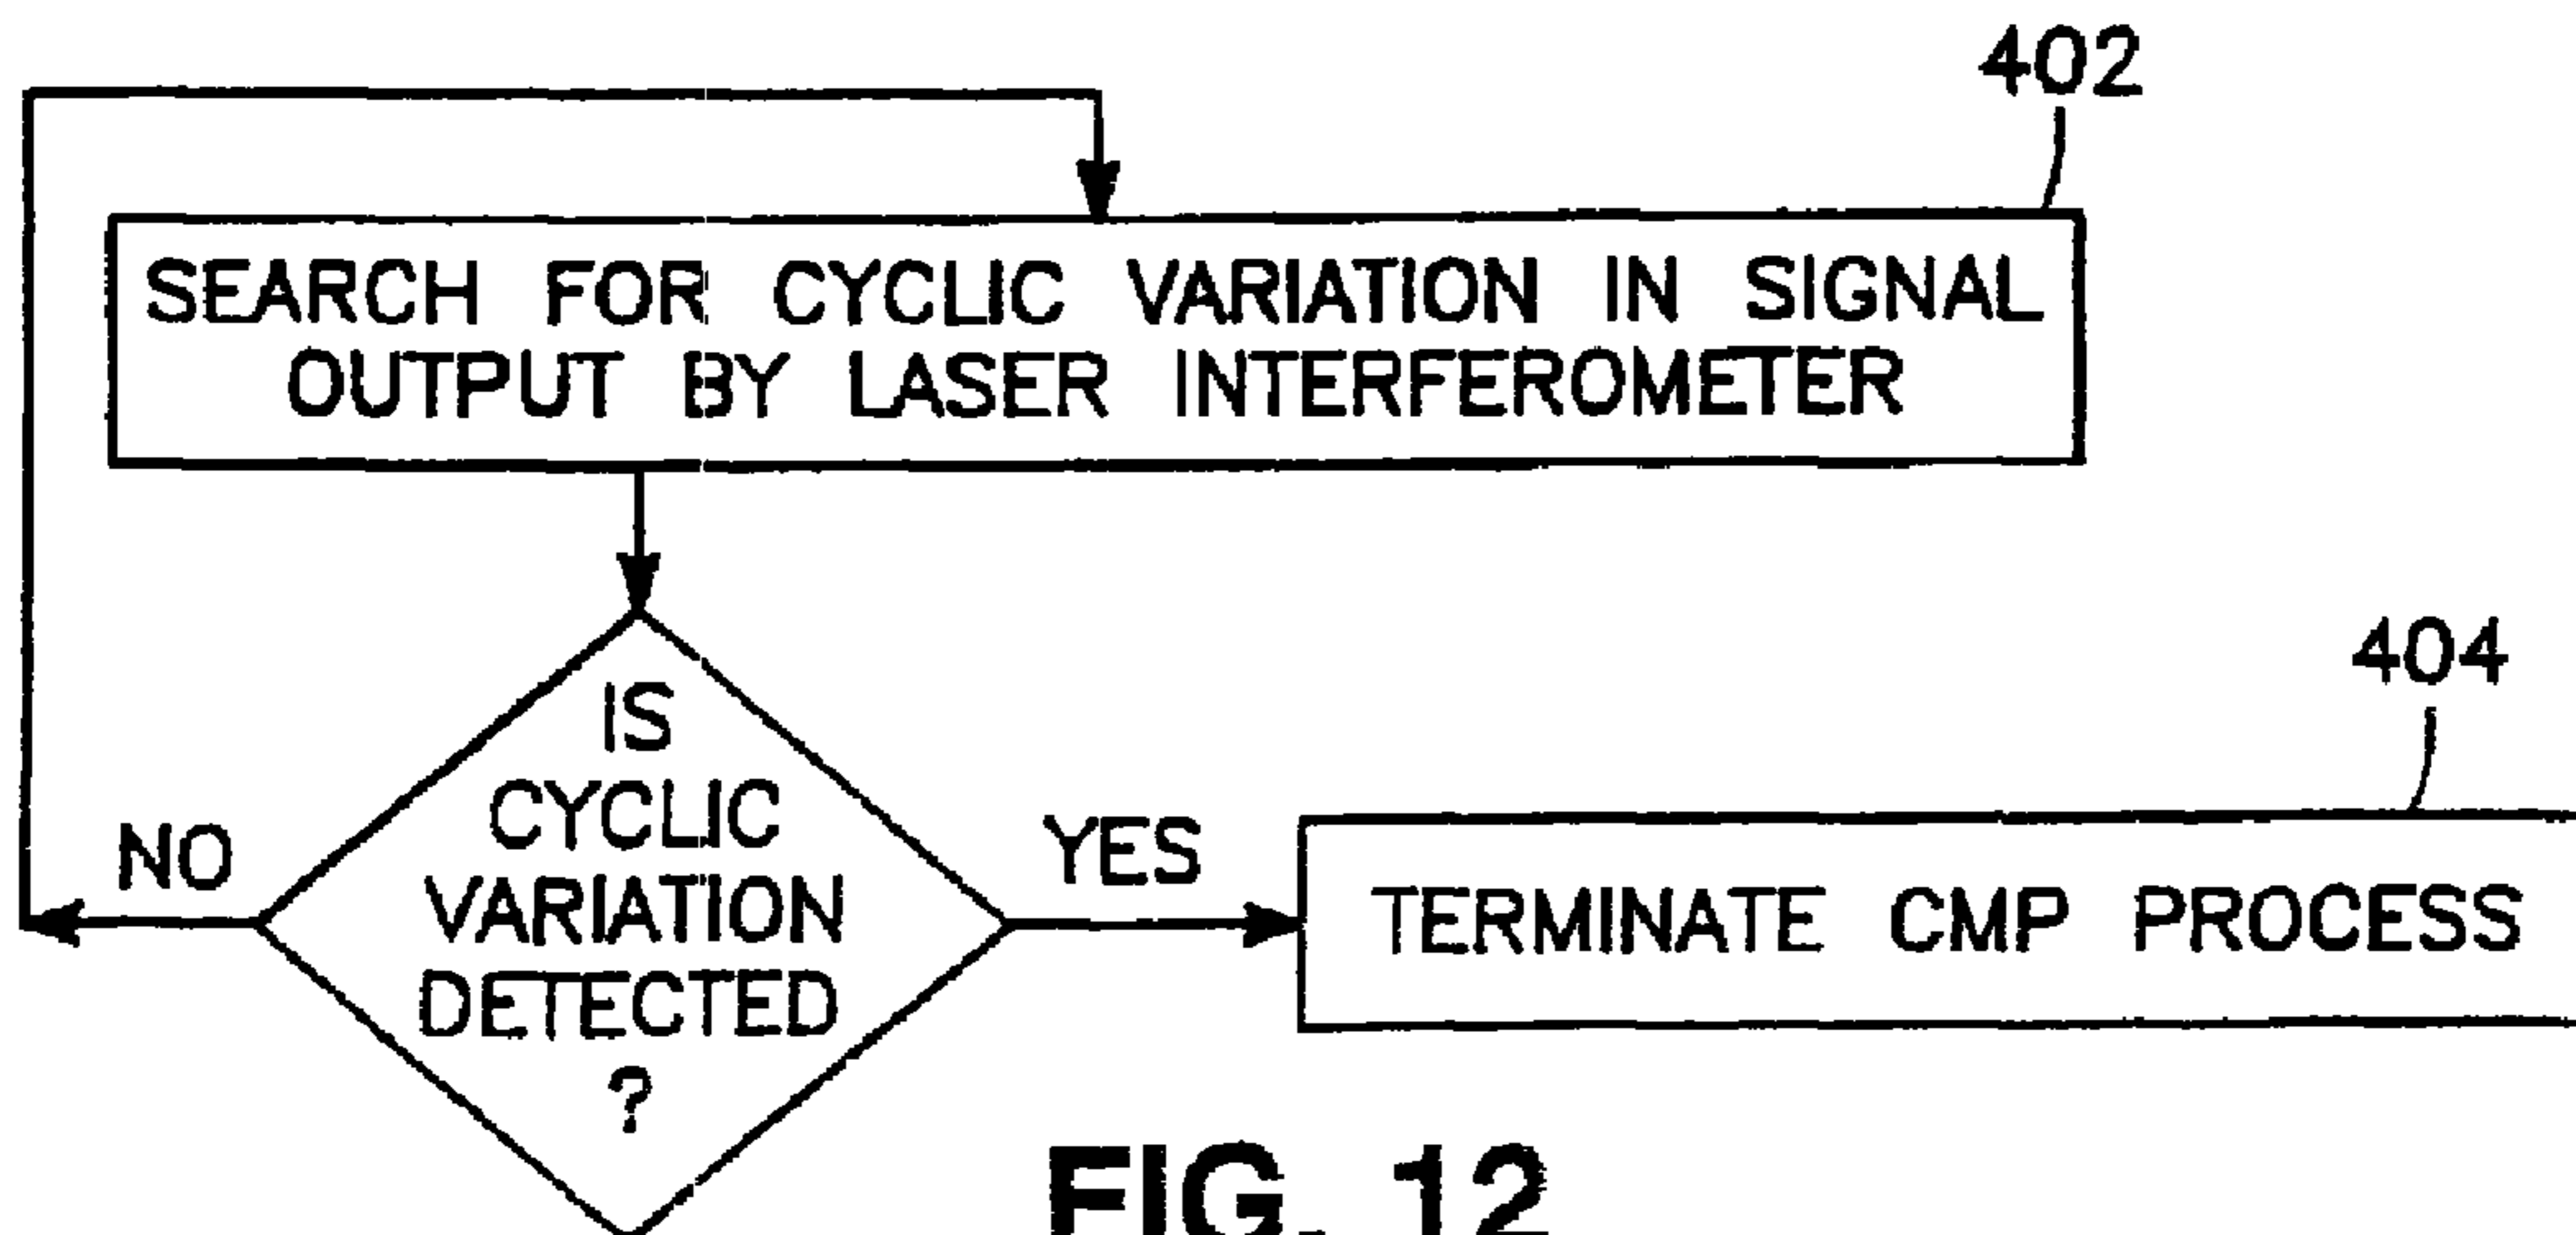 402
SEARCH FOR CYCLIC VARIATION IN SIGNAL
OUTPUT BY LASER INTERFEROMETER
404
IS
CYCLIC
VARIATION
DETECTED
?
NO
YES
TERMINATE CMP PROCESS
FIG. 12